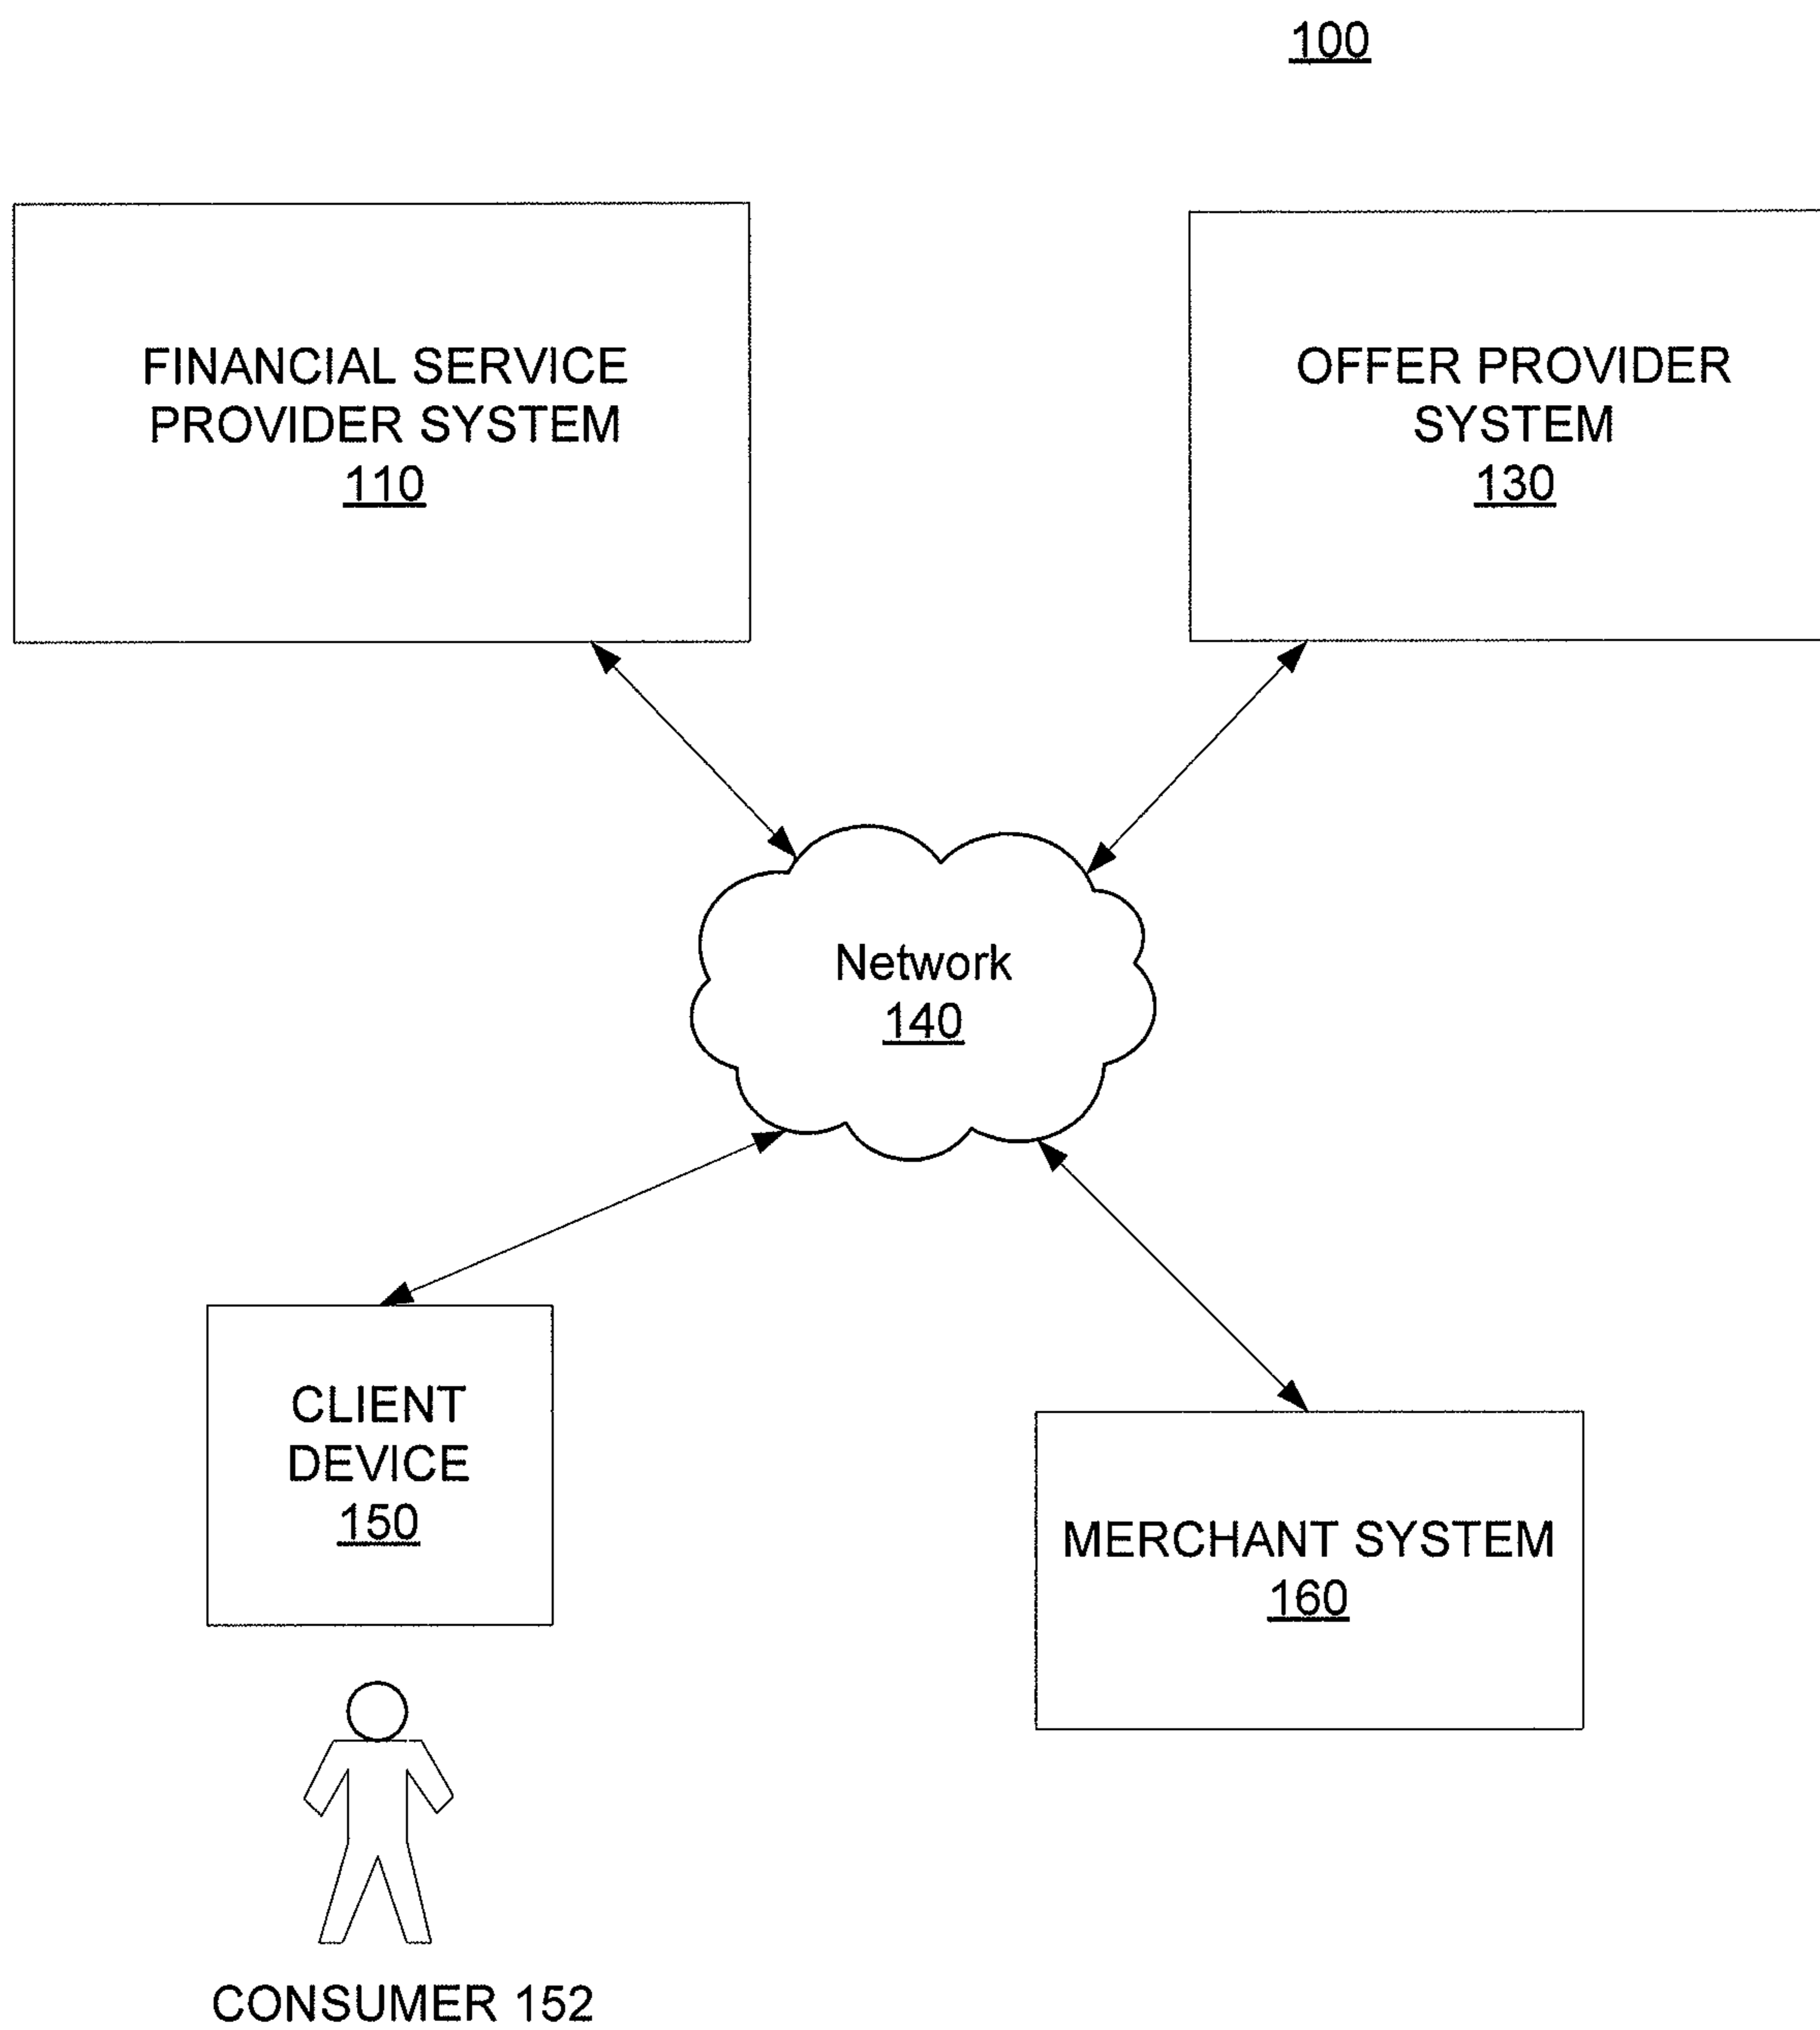 100
FINANCIAL SERVICE
PROVIDER SYSTEM
110
OFFER PROVIDER
SYSTEM
130
Network
140
CLIENT
DEVICE
150
MERCHANT SYSTEM
160
CONSUMER 152